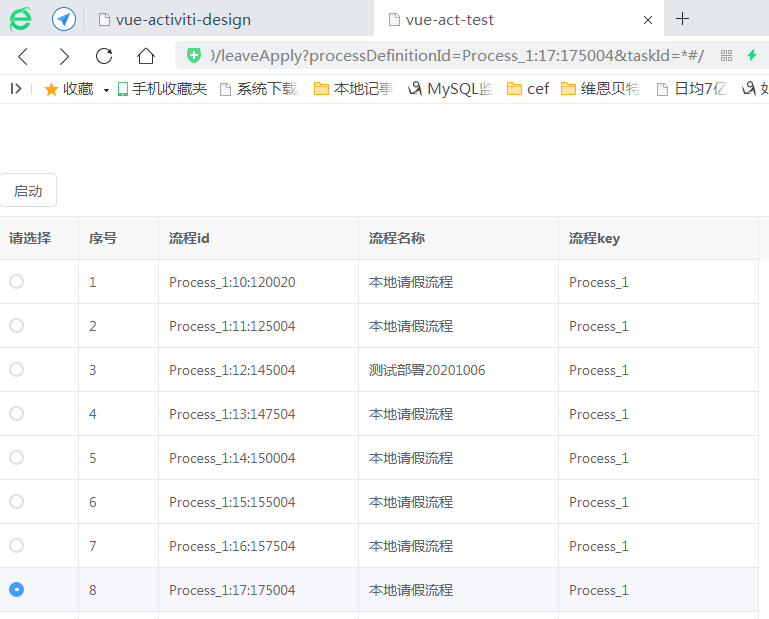 vue-activiti-design
vue-act-test
)/leaveApply?processDefinitionId=Process_1:17:175004&taskId=*#/
收藏 手机收藏夹 系统下载 本地记事 MySQL监 cef 维恩贝特 日均7亿
启动
请选择 序号 流程id 流程名称 流程key
1 Process_1:10:120020 本地请假流程 Process_1
2 Process_1:11:125004 本地请假流程 Process_1
3 Process_1:12:145004 测试部署20201006 Process_1
4 Process_1:13:147504 本地请假流程 Process_1
5 Process_1:14:150004 本地请假流程 Process_1
6 Process_1:15:155004 本地请假流程 Process_1
7 Process_1:16:157504 本地请假流程 Process_1
8 Process_1:17:175004 本地请假流程 Process_1